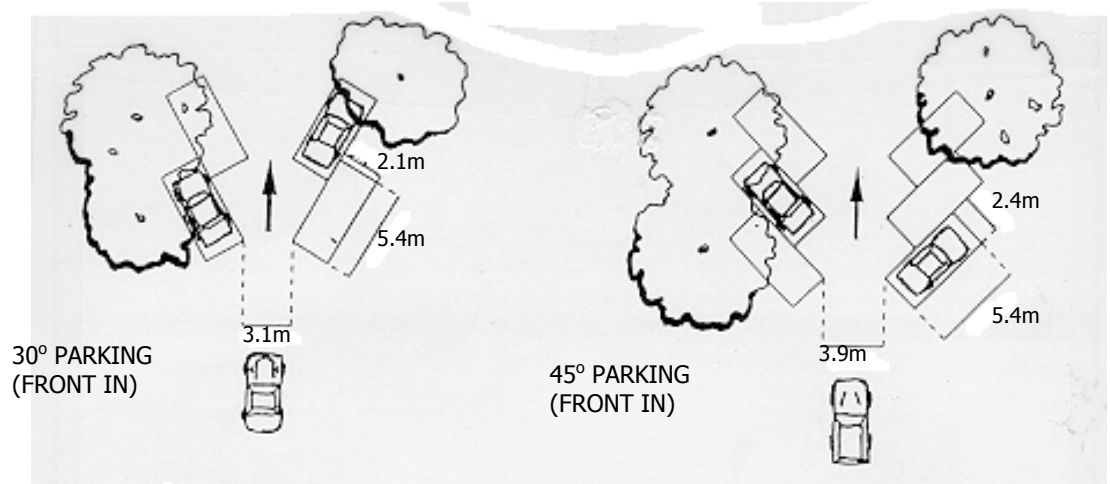 2.1m
5.4m
3.1m
30° PARKING
(FRONT IN)
2.4m
5.4m
3.9m
45° PARKING
(FRONT IN)